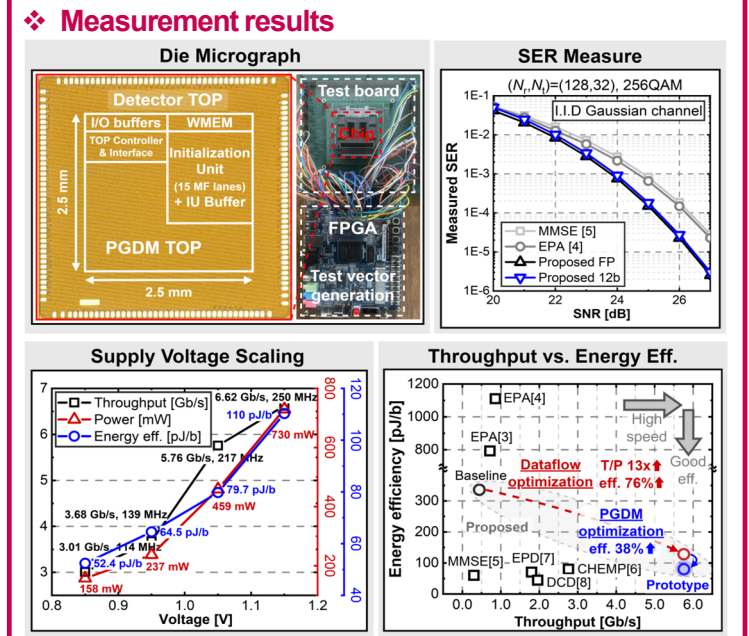 ❖ Measurement results
Die Micrograph
Detector TOP
I/O buffers
WMEM
TOP Controller
& Interface
Initialization
Unit
(15 MF lanes)
+ IU Buffer
PGDM TOP
2.5 mm
2.5 mm
Test board
Chip
FPGA
Test vector
generation
SER Measure
(Nr,Nt)=(128,32), 256QAM
I.I.D Gaussian channel
Measured SER
1E-1
1E-2
1E-3
1E-4
1E-5
1E-6
MMSE [5]
EPA [4]
Proposed FP
Proposed 12b
20 22 24 26
SNR [dB]
Supply Voltage Scaling
Throughput [Gb/s]
Power [mW]
Energy eff. [pJ/b]
7
6
5
4
3
800
600
400
200
120
100
80
60
40
6.62 Gb/s, 250 MHz
110 pJ/b
730 mW
5.76 Gb/s, 217 MHz
79.7 pJ/b
459 mW
3.68 Gb/s, 139 MHz
64.5 pJ/b
237 mW
3.01 Gb/s, 114 MHz
52.4 pJ/b
158 mW
0.8 0.9 1.0 1.1 1.2
Voltage [V]
Throughput vs. Energy Eff.
Energy efficiency [pJ/b]
1200
1000
800
300
200
100
0
EPA[4]
EPA[3]
High
speed
Good
eff.
Dataflow
optimization
T/P 13x⬆
eff. 76%⬆
Baseline
Proposed
PGDM
optimization
eff. 38%⬆
MMSE[5]
EPD[7]
DCD[8]
CHEMP[6]
Prototype
0.0 1.0 2.0 3.0 4.0 5.0 6.0
Throughput [Gb/s]